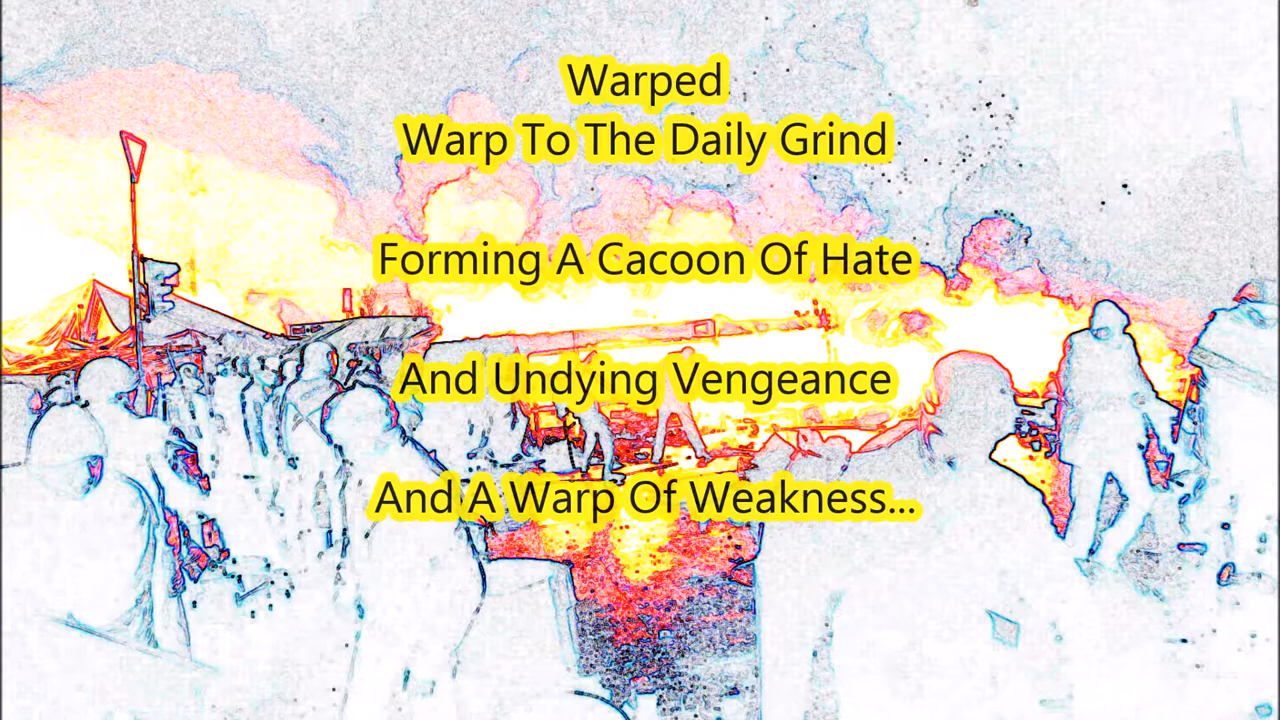 Warped
Warp To The Daily Grind
Forming A Cacoon Of Hate
And Undying Vengeance
And A Warp Of Weakness...